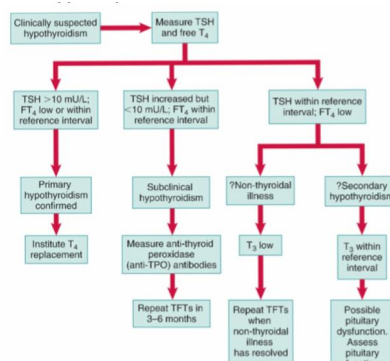 Clinically suspected
hypothyroidism
Measure TSH
and free T₄
TSH >10 mU/L;
FT₄ low or within
reference interval
TSH increased but
<10 mU/L; FT₄ within
reference interval
TSH within reference
interval; FT₄ low
Primary
hypothyroidism
confirmed
Subclinical
hypothyroidism
?Non-thyroidal
illness
?Secondary
hypothyroidism
Institute T₄
replacement
Measure anti-thyroid
peroxidase
(anti-TPO) antibodies
T₃ low
T₃ within
reference
interval
Repeat TFTs in
3–6 months
Repeat TFTs
when
non-thyroidal
illness
has resolved
Possible
pituitary
dysfunction.
Assess
pituitary